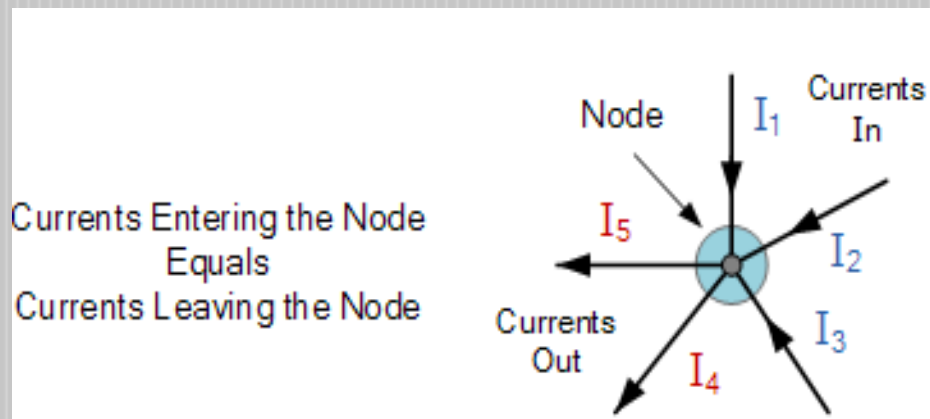 Currents Entering the Node
Equals
Currents Leaving the Node
Node
I₁
Currents
In
I₅
I₂
Currents
Out
I₃
I₄